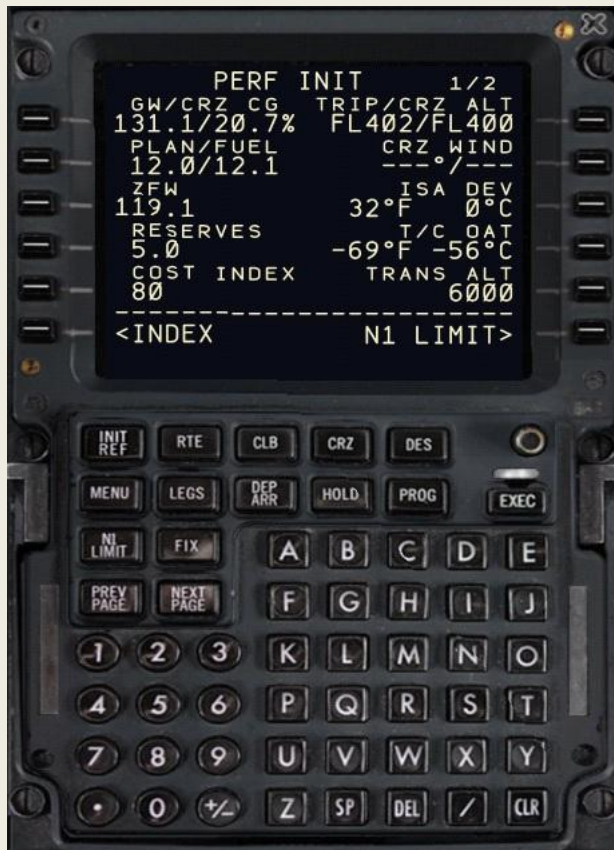 PERF INIT 1/2
GW/CRZ CG TRIP/CRZ ALT
131.1/20.7% FL402/FL400
PLAN/FUEL CRZ WIND
12.0/12.1 ---°/---
ZFW ISA DEV
119.1 32°F 0°C
RESERVES T/C OAT
5.0 -69°F -56°C
COST INDEX TRANS ALT
80 6000
------------------------
<INDEX N1 LIMIT>
INIT REF RTE CLB CRZ DES
MENU LEGS DEP ARR HOLD PROG EXEC
N1 LIMIT FIX A B C D E
PREV PAGE NEXT PAGE F G H I J
1 2 3 K L M N O
4 5 6 P Q R S T
7 8 9 U V W X Y
. 0 +/- Z SP DEL / CLR